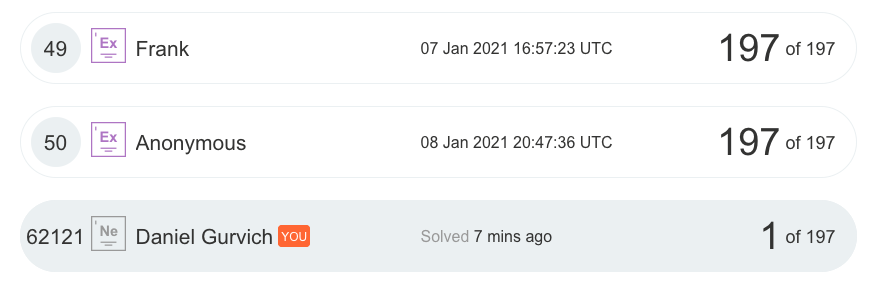 49 Ex Frank 07 Jan 2021 16:57:23 UTC 197 of 197
50 Ex Anonymous 08 Jan 2021 20:47:36 UTC 197 of 197
62121 Ne Daniel Gurvich YOU Solved 7 mins ago 1 of 197